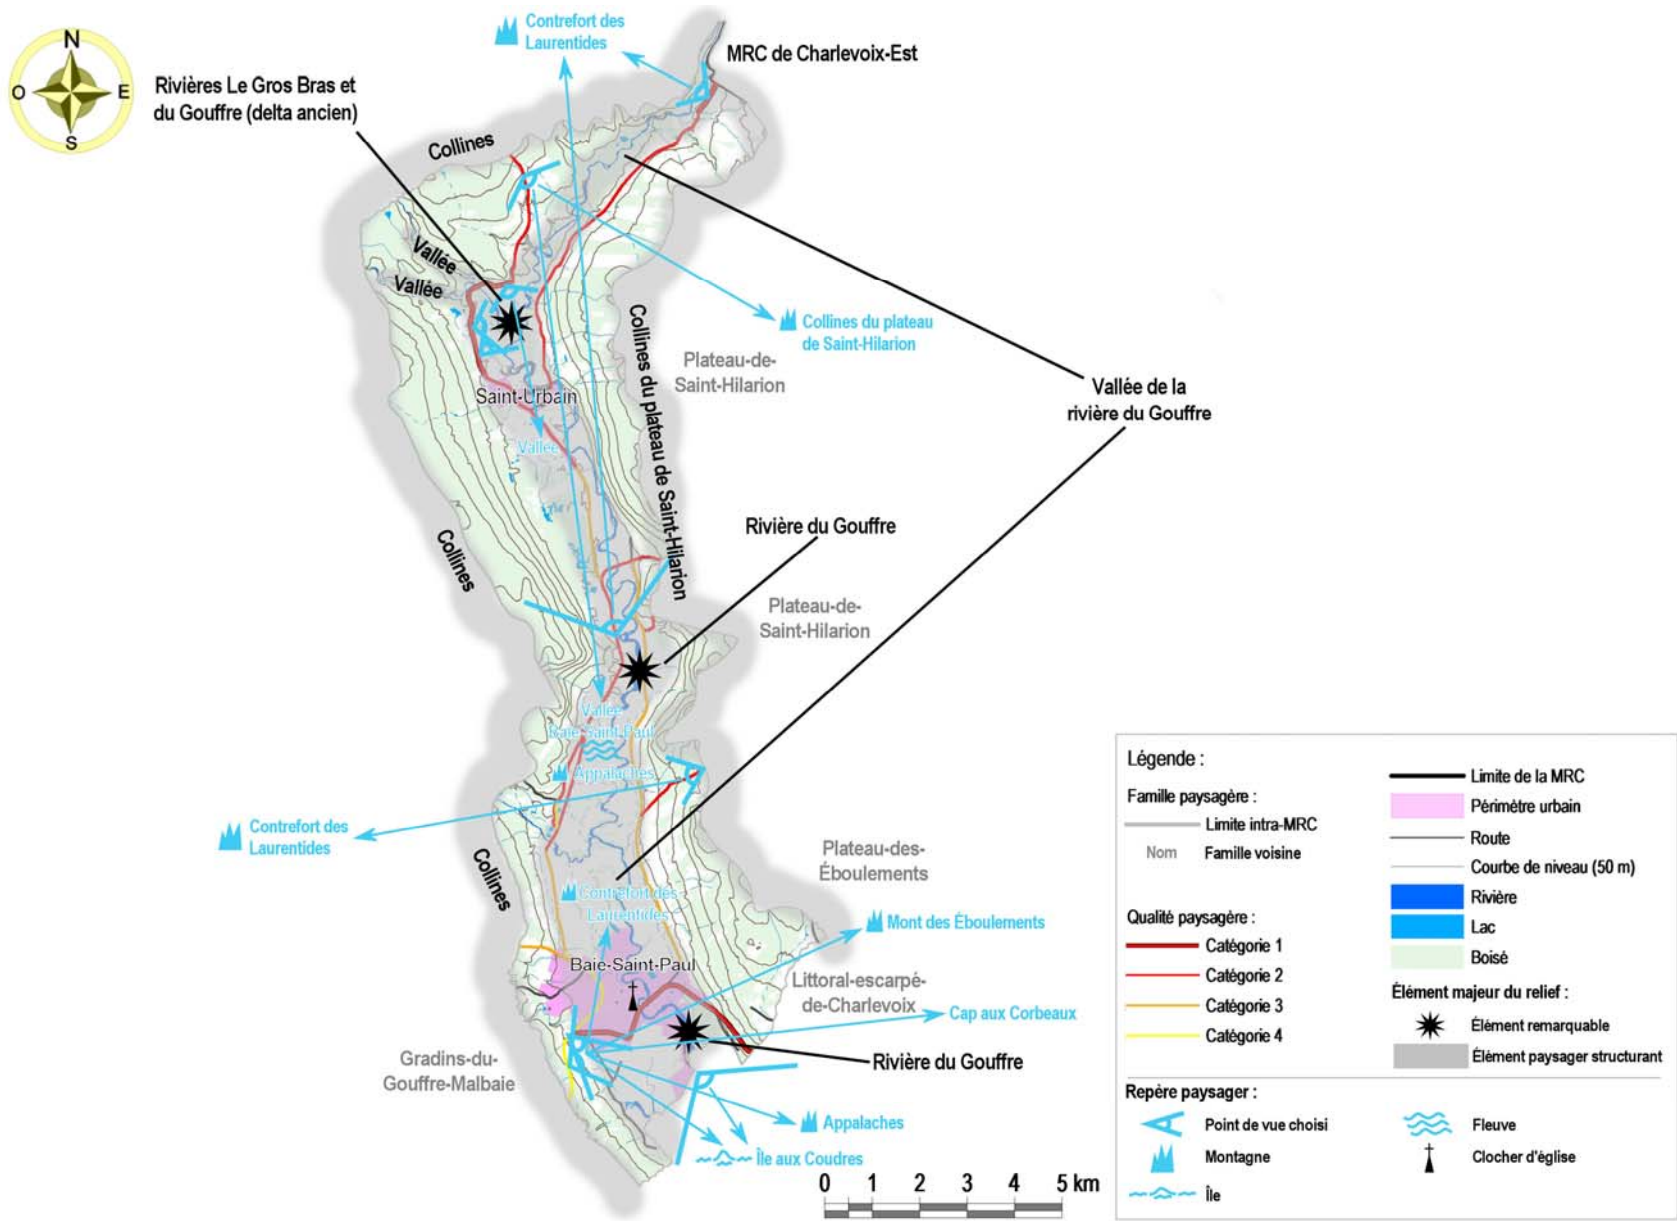 N
O
E
S
Contrefort des
Laurentides
MRC de Charlevoix-Est
Rivières Le Gros Bras et
du Gouffre (delta ancien)
Collines
Vallée
Vallée
Collines du plateau
de Saint-Hilarion
Collines du plateau de Saint-Hilarion
Plateau-de-
Saint-Hilarion
Vallée de la
rivière du Gouffre
Saint-Urbain
Vallée
Collines
Rivière du Gouffre
Plateau-de-
Saint-Hilarion
Vallée
Baie-Saint-Paul
Appalaches
Contrefort des
Laurentides
Plateau-des-
Éboulements
Collines
Contrefort des
Laurentides
Mont des Éboulements
Baie-Saint-Paul
Littoral-escarpé-
de-Charlevoix
Cap aux Corbeaux
Gradins-du-
Gouffre-Malbaie
Rivière du Gouffre
Appalaches
Île aux Coudres
0 1 2 3 4 5 km
Légende :
Famille paysagère :
Limite intra-MRC
Nom Famille voisine
Qualité paysagère :
Catégorie 1
Catégorie 2
Catégorie 3
Catégorie 4
Limite de la MRC
Périmètre urbain
Route
Courbe de niveau (50 m)
Rivière
Lac
Boisé
Élément majeur du relief :
Élément remarquable
Élément paysager structurant
Repère paysager :
Point de vue choisi
Montagne
Île
Fleuve
Clocher d'église